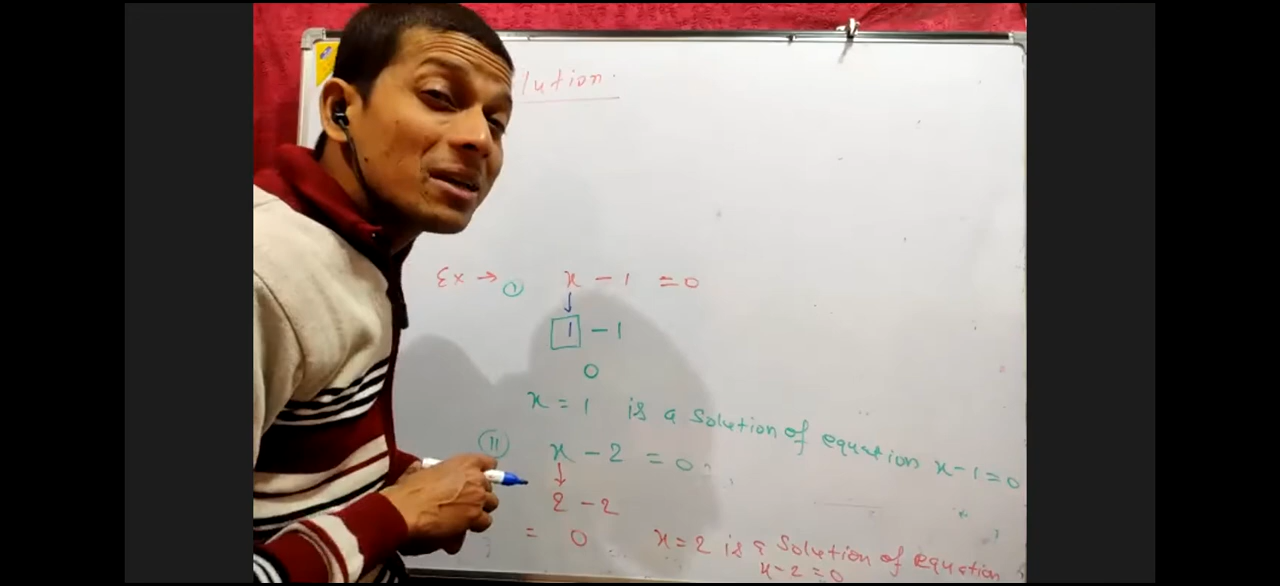 lution.
Ex → ① x - 1 = 0
↓
1 - 1
0
x = 1 is a solution of equation x-1=0
Ⅱ x - 2 = 0
↓
2 - 2
= 0 x=2 is a solution of equation
x-2=0